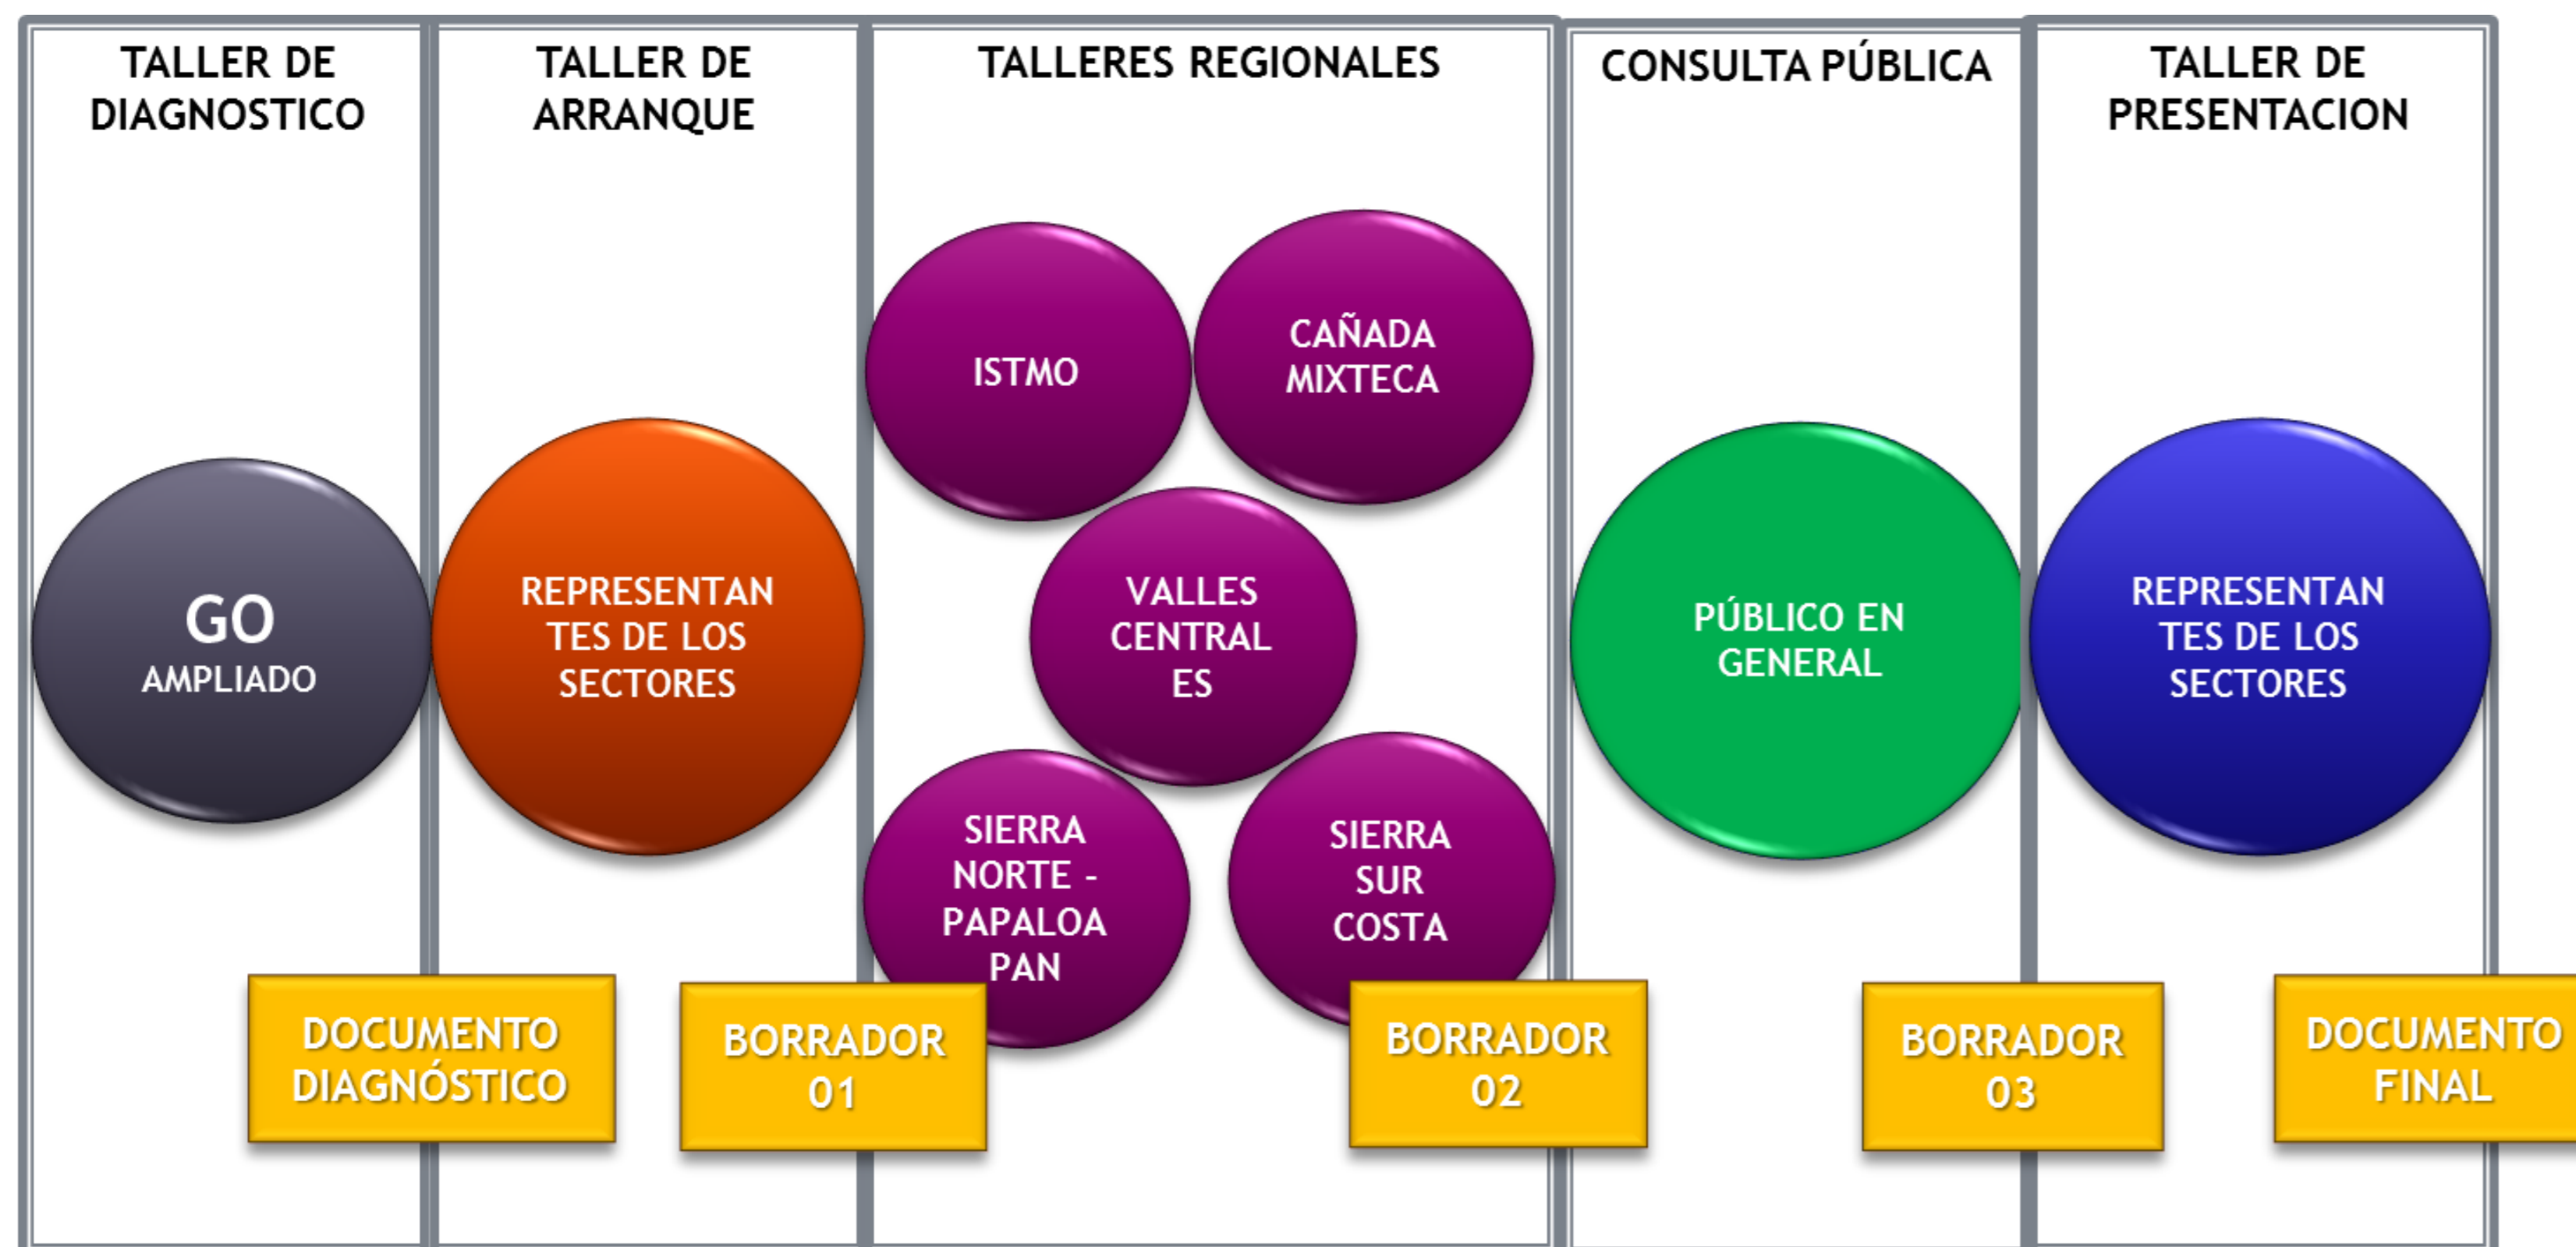 TALLER DE
DIAGNOSTICO
TALLER DE
ARRANQUE
TALLERES REGIONALES
CONSULTA PÚBLICA
TALLER DE
PRESENTACION
GO
AMPLIADO
REPRESENTAN
TES DE LOS
SECTORES
ISTMO
CAÑADA
MIXTECA
VALLES
CENTRAL
ES
SIERRA
NORTE -
PAPALOA
PAN
SIERRA
SUR
COSTA
PÚBLICO EN
GENERAL
REPRESENTAN
TES DE LOS
SECTORES
DOCUMENTO
DIAGNÓSTICO
BORRADOR
01
BORRADOR
02
BORRADOR
03
DOCUMENTO
FINAL